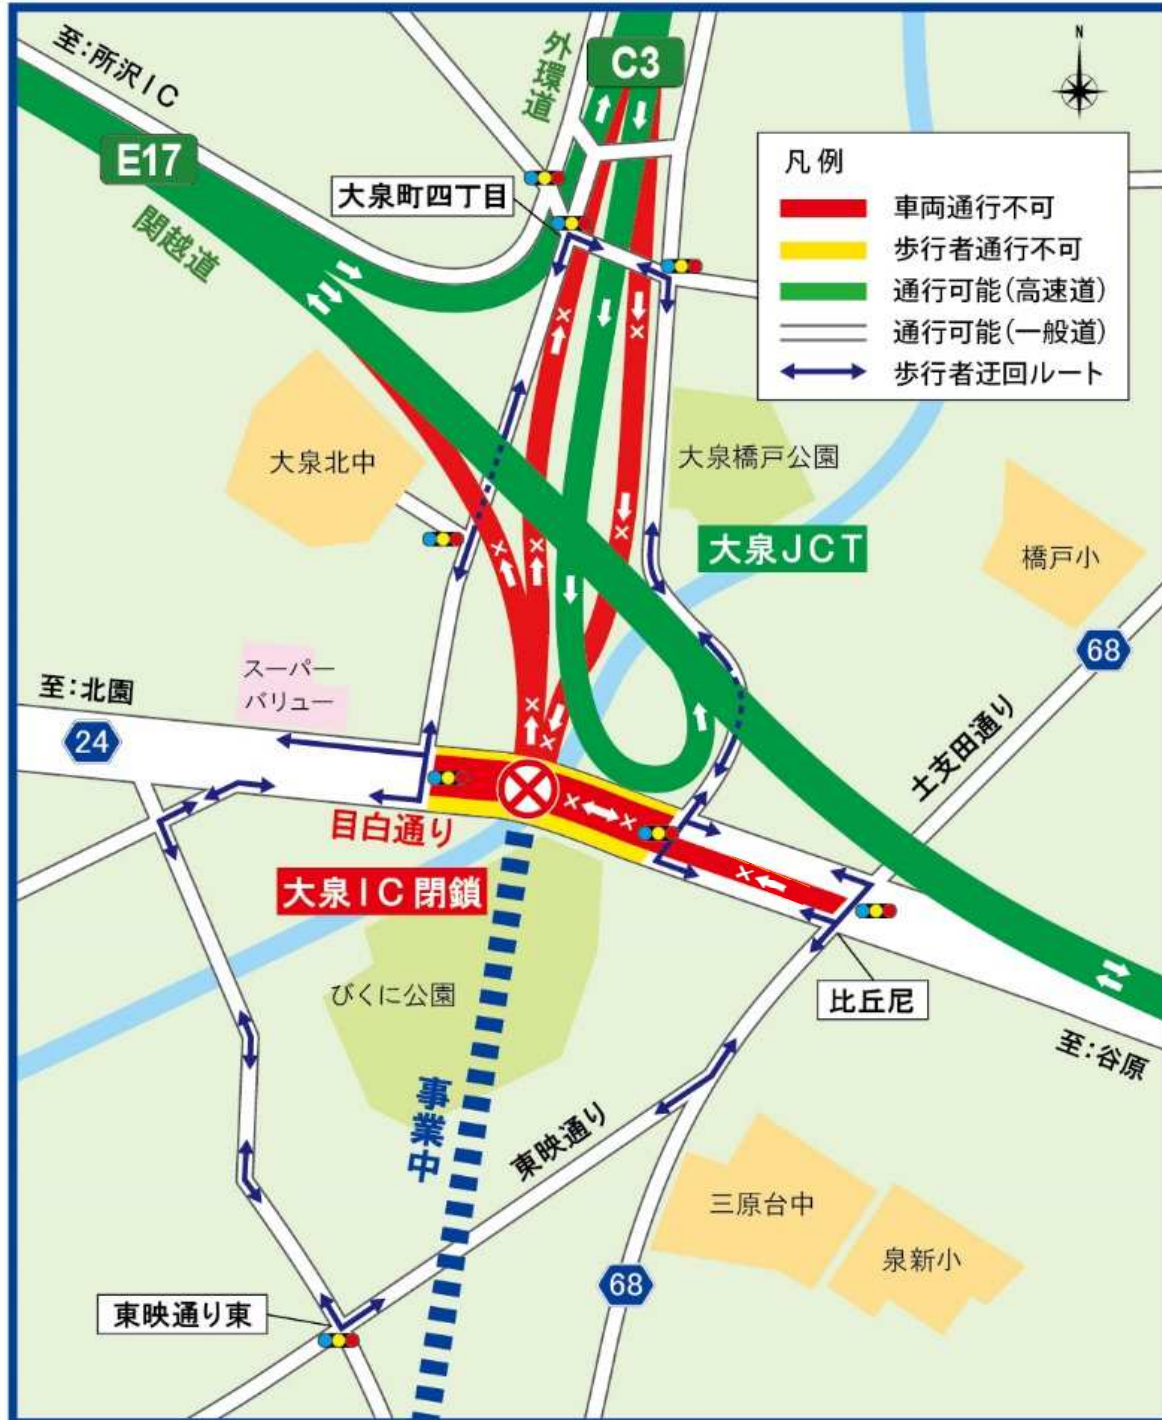 至:所沢IC
外環道
C3
N
E17
関越道
大泉町四丁目
凡例
車両通行不可
歩行者通行不可
通行可能(高速道)
通行可能(一般道)
歩行者迂回ルート
大泉北中
大泉橋戸公園
大泉JCT
橋戸小
68
スーパー
バリュー
至:北園
24
土支田通り
目白通り
大泉IC閉鎖
びくに公園
比丘尼
至:谷原
事業中
東映通り
三原台中
泉新小
68
東映通り東